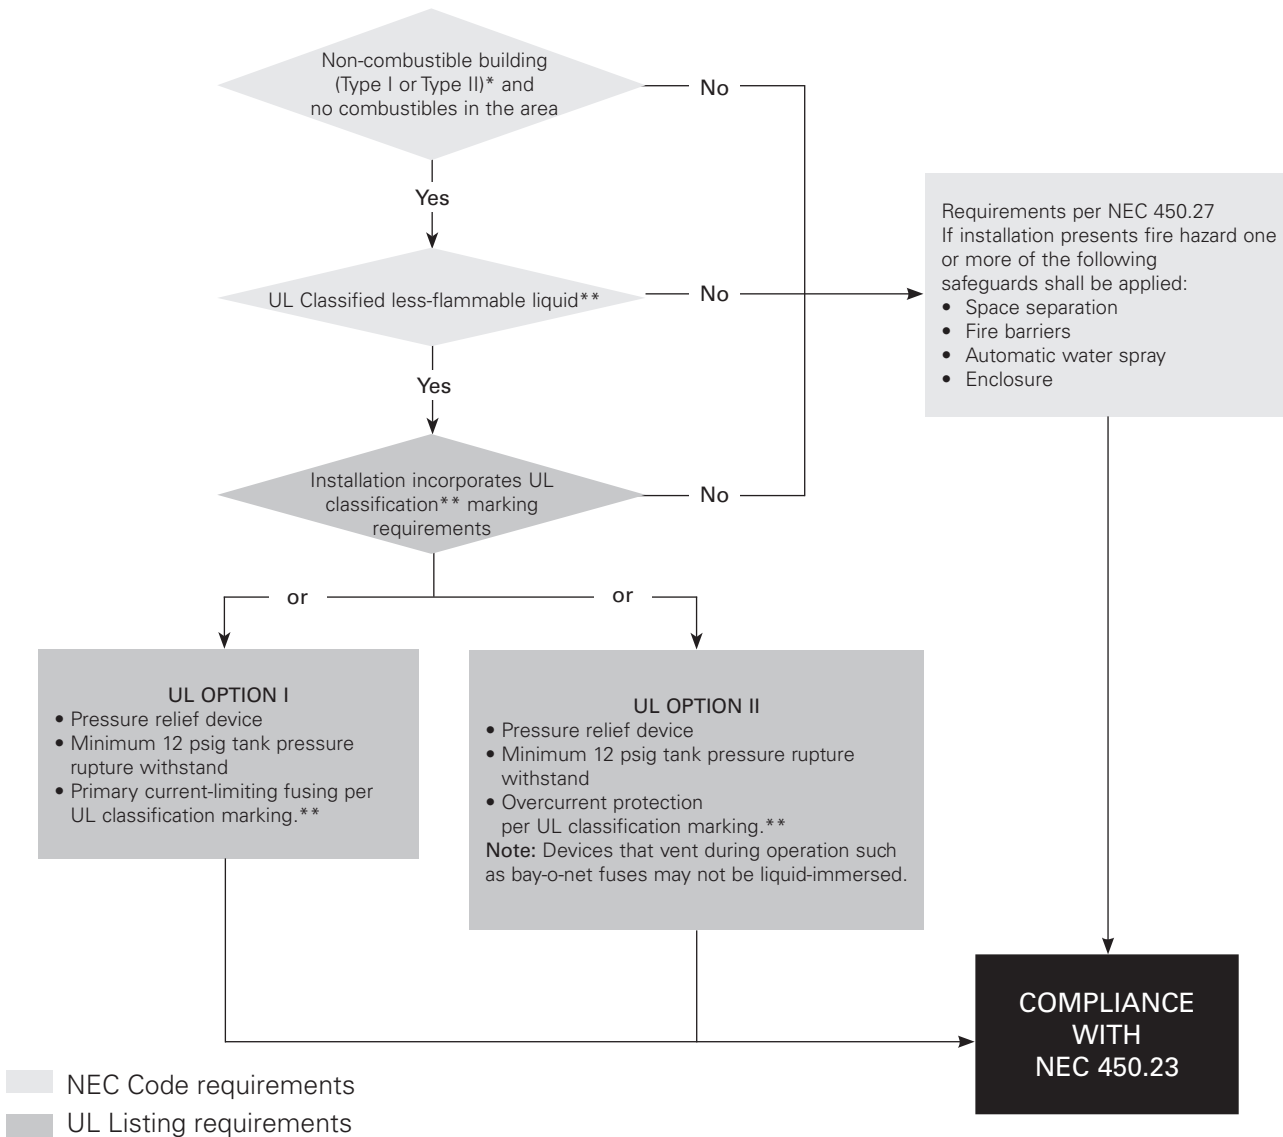 Non-combustible building
(Type I or Type II)* and
no combustibles in the area
No
Yes
UL Classified less-flammable liquid**
No
Requirements per NEC 450.27
If installation presents fire hazard one
or more of the following
safeguards shall be applied:
• Space separation
• Fire barriers
• Automatic water spray
• Enclosure
Yes
Installation incorporates UL
classification** marking
requirements
No
or
or
UL OPTION I
• Pressure relief device
• Minimum 12 psig tank pressure
rupture withstand
• Primary current-limiting fusing per
UL classification marking.**
UL OPTION II
• Pressure relief device
• Minimum 12 psig tank pressure rupture
withstand
• Overcurrent protection
per UL classification marking.**
Note: Devices that vent during operation such
as bay-o-net fuses may not be liquid-immersed.
COMPLIANCE
WITH
NEC 450.23
NEC Code requirements
UL Listing requirements